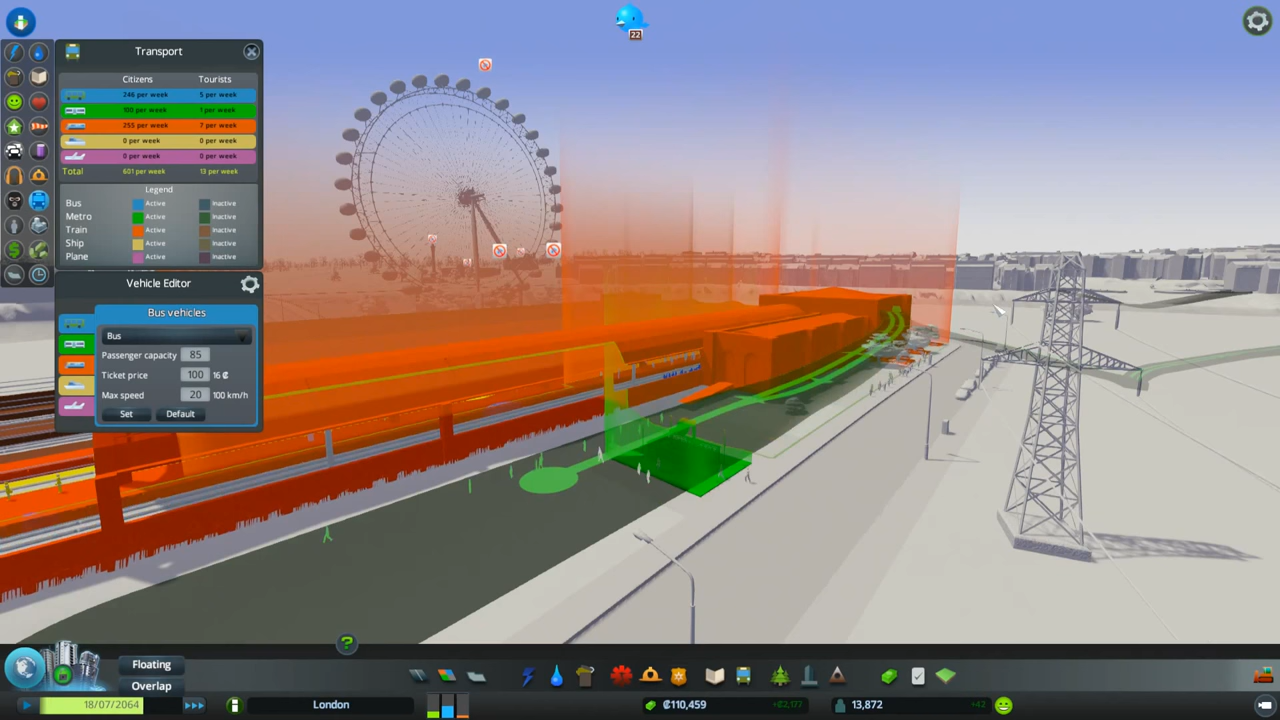 22
Transport
Citizens Tourists
246 per week 5 per week
100 per week 1 per week
255 per week 7 per week
0 per week 0 per week
0 per week 0 per week
Total 601 per week 13 per week
Legend
Bus Active Inactive
Metro Active Inactive
Train Active Inactive
Ship Active Inactive
Plane Active Inactive
Vehicle Editor
Bus vehicles
Bus
Passenger capacity 85
Ticket price 100 16 ₡
Max speed 20 100 km/h
Set Default
?
Floating
Overlap
18/07/2064
London
₡110,459
+₡2,177
13,872
+42